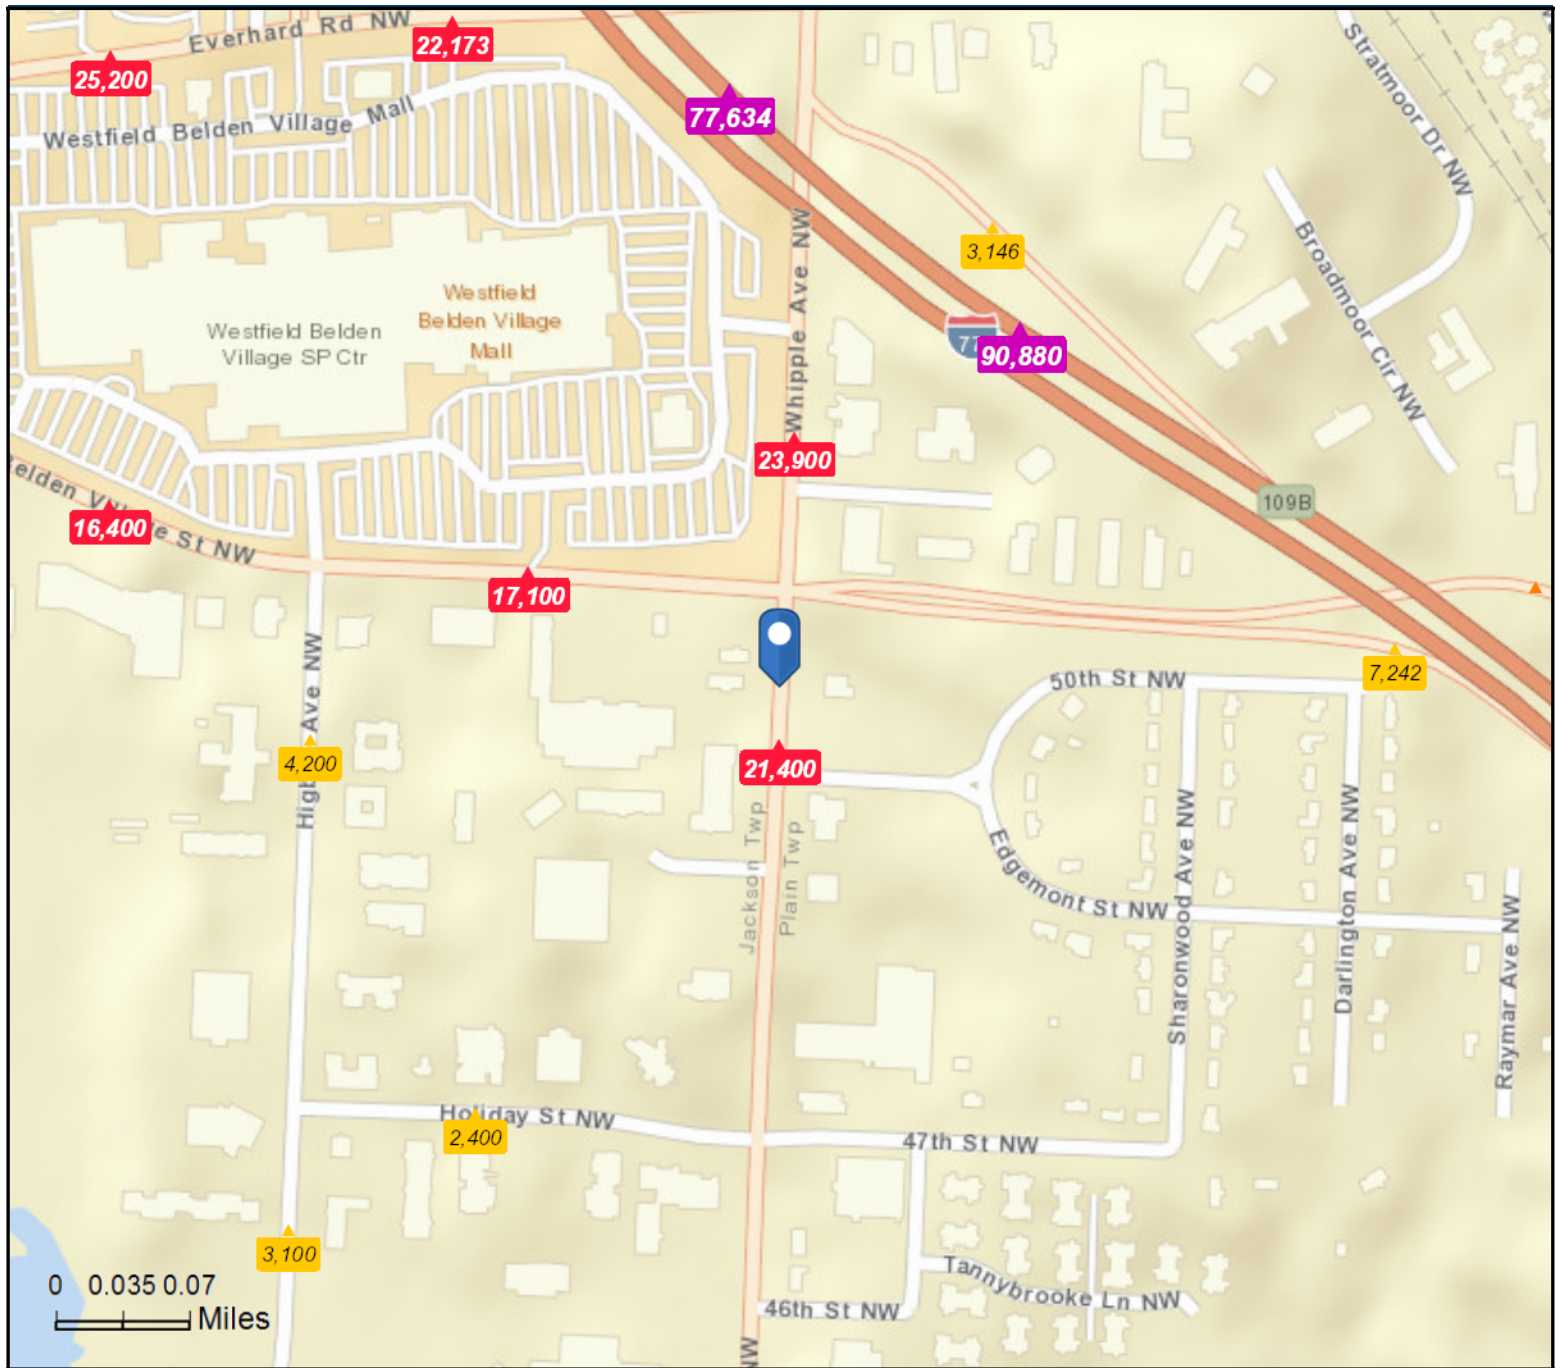 Everhard Rd NW
22,173
25,200
Stratmoor Dr NW
77,634
Westfield Belden Village Mall
Whipple Ave NW
3,146
Broadmoor Cir NW
Westfield
Belden Village
Mall
Westfield Belden
Village SP Ctr
90,880
23,900
109B
Village St NW
16,400
17,100
7,242
50th St NW
Ave NW
4,200
21,400
Jackson Twp
Plain Twp
Edgemont St NW
Sharonwood Ave NW
Darlington Ave NW
Raymar Ave NW
Holiday St NW
2,400
47th St NW
3,100
Tannybrooke Ln NW
46th St NW
NW
0 0.035 0.07
Miles